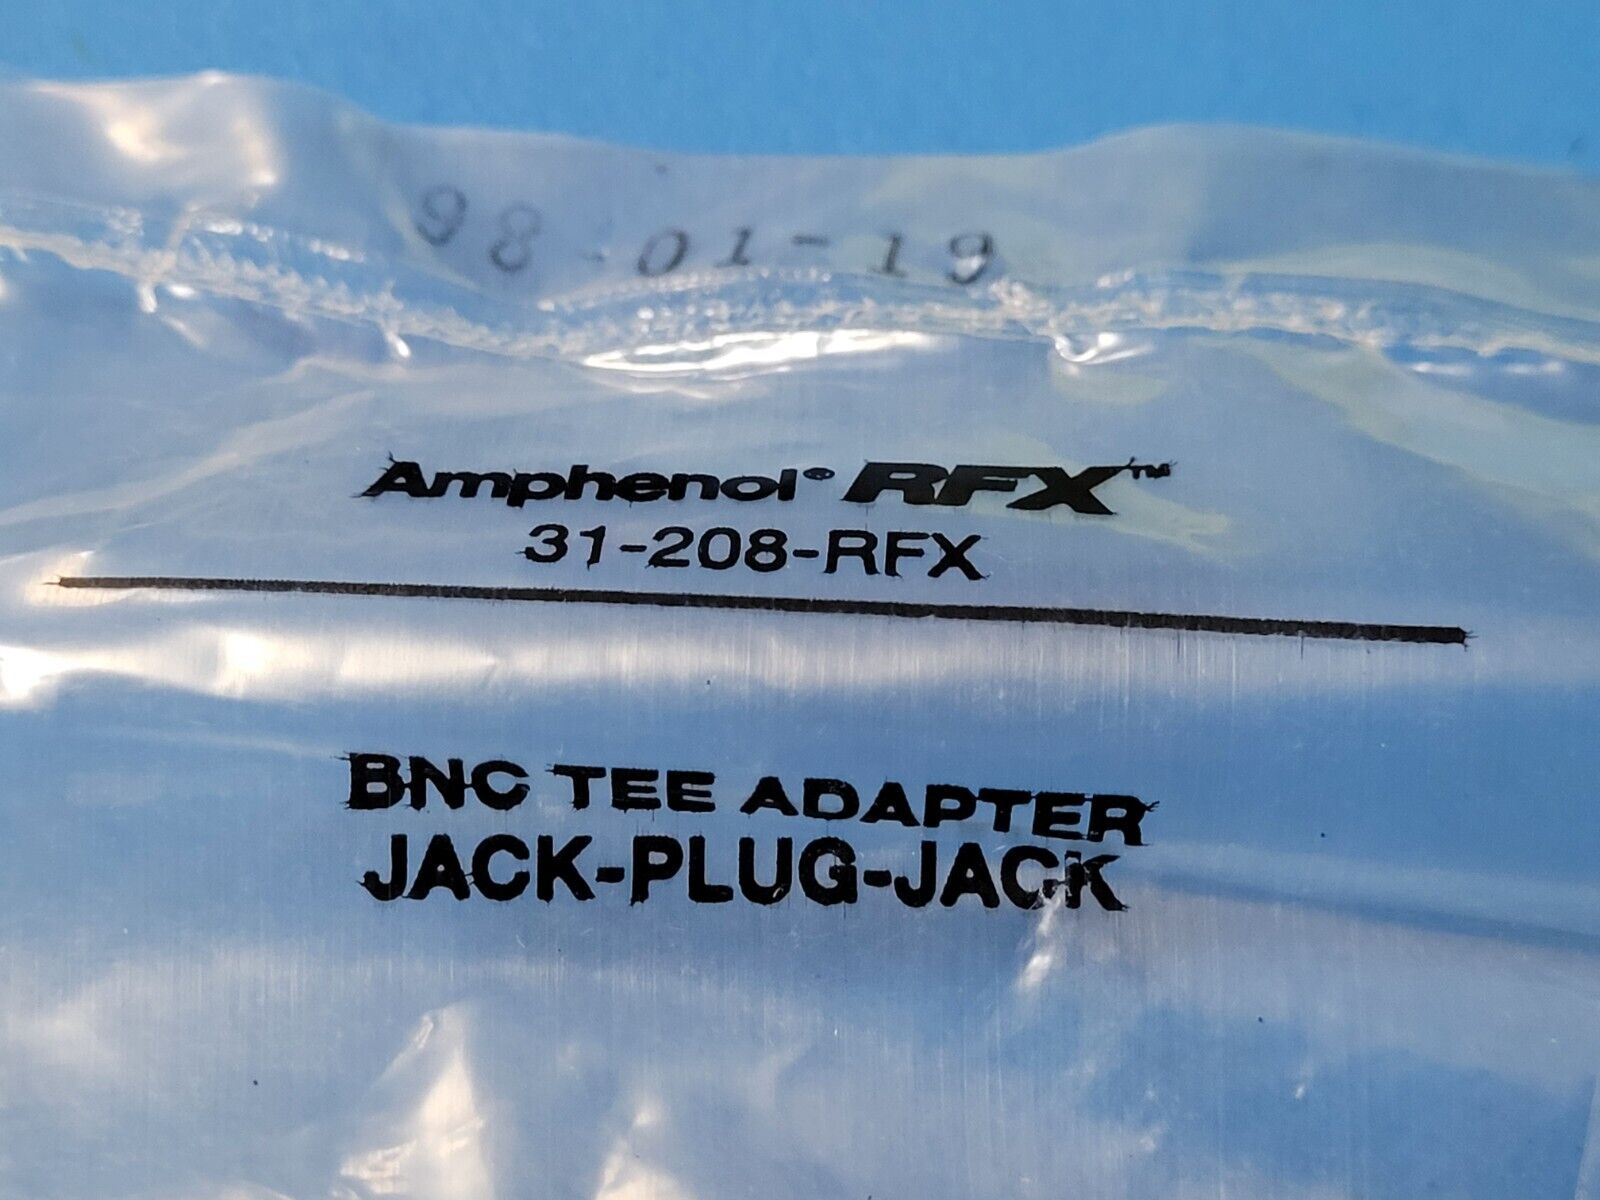 98-01-19
Amphenol® RFX™
31-208-RFX
BNC TEE ADAPTER
JACK-PLUG-JACK